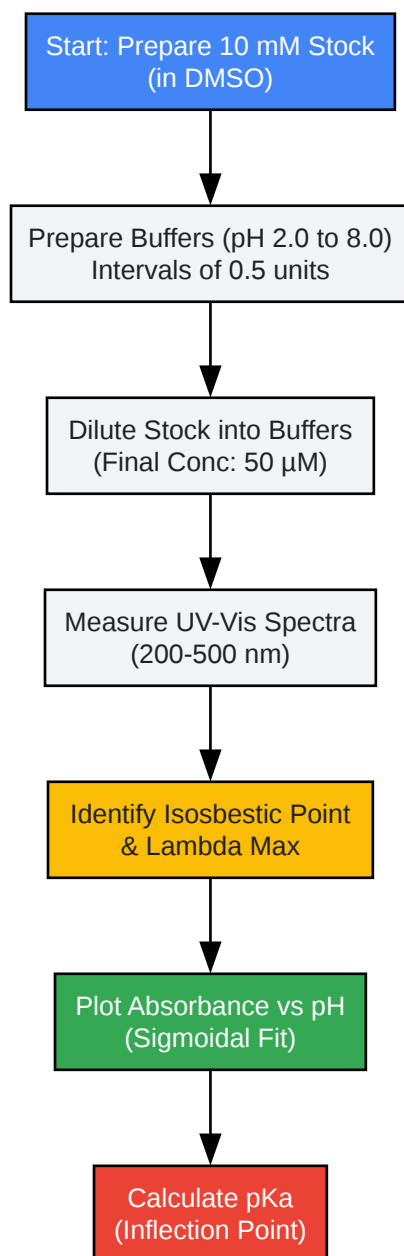 Start: Prepare 10 mM Stock
(in DMSO)
Prepare Buffers (pH 2.0 to 8.0)
Intervals of 0.5 units
Dilute Stock into Buffers
(Final Conc: 50 µM)
Measure UV-Vis Spectra
(200-500 nm)
Identify Isosbestic Point
& Lambda Max
Plot Absorbance vs pH
(Sigmoidal Fit)
Calculate pKa
(Inflection Point)